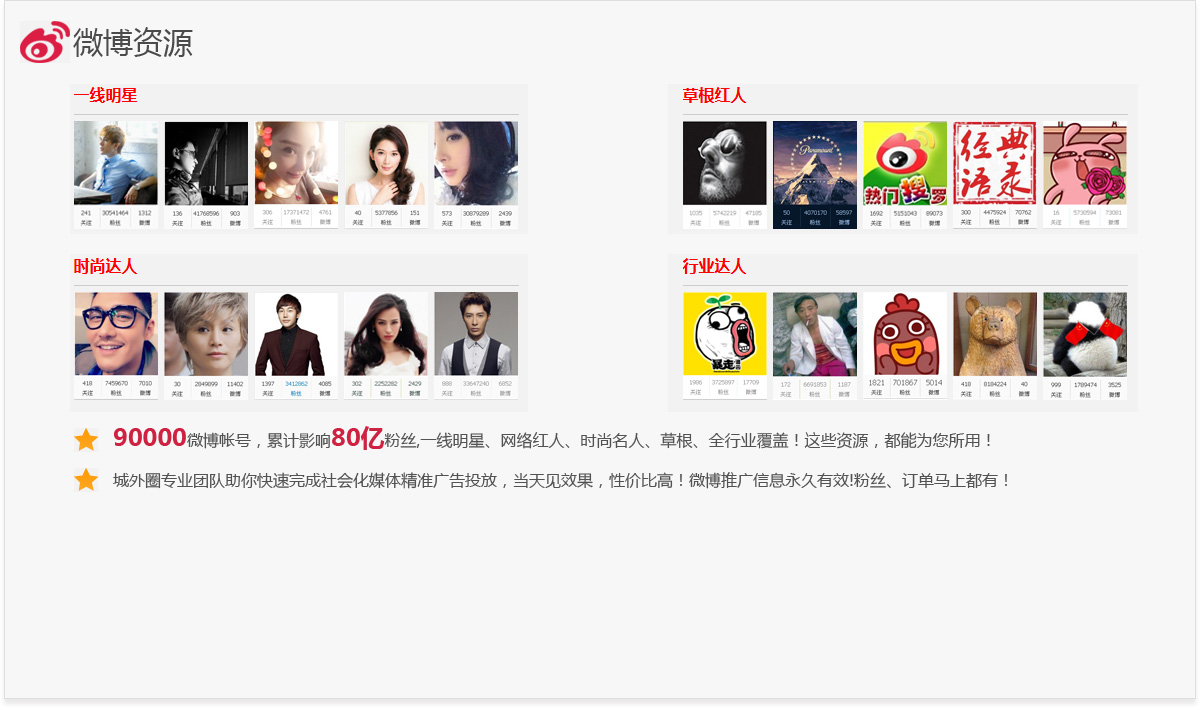 微博资源
一线明星
241 30541464 1312
关注 粉丝 微博
136 41768596 903
关注 粉丝 微博
306 17371472 4761
关注 粉丝 微博
40 5377856 151
关注 粉丝 微博
573 30879289 2439
关注 粉丝 微博
草根红人
Paramount
热门搜罗
经典
语录
1035 5742219 47185
关注 粉丝 微博
50 4070170 58597
关注 粉丝 微博
1692 5151043 89073
关注 粉丝 微博
300 4475924 70762
关注 粉丝 微博
16 5730594 73081
关注 粉丝 微博
时尚达人
418 7459670 7010
关注 粉丝 微博
30 2849899 11402
关注 粉丝 微博
1397 3412862 4085
关注 粉丝 微博
302 2252282 2429
关注 粉丝 微博
888 33647240 6852
关注 粉丝 微博
行业达人
暴走漫画
1986 3725897 17709
关注 粉丝 微博
172 6691853 1187
关注 粉丝 微博
1821 701867 5014
关注 粉丝 微博
418 8184224 40
关注 粉丝 微博
999 1789474 3525
关注 粉丝 微博
90000微博帐号，累计影响80亿粉丝,一线明星、网络红人、时尚名人、草根、全行业覆盖！这些资源，都能为您所用！
城外圈专业团队助你快速完成社会化媒体精准广告投放，当天见效果，性价比高！微博推广信息永久有效!粉丝、订单马上都有！